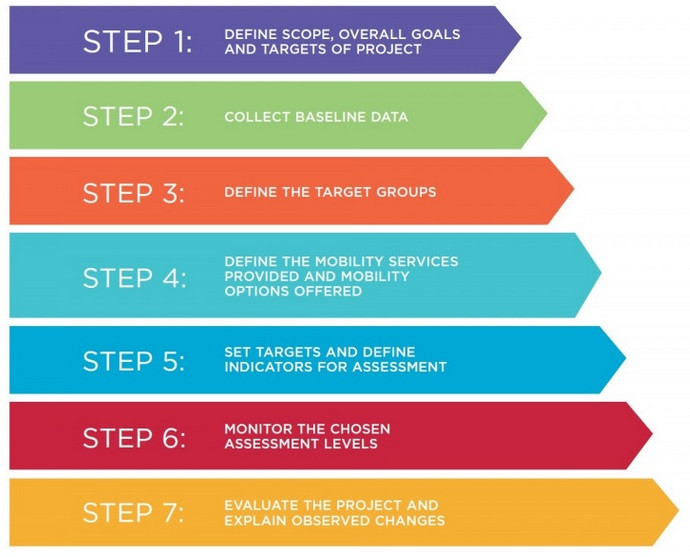 STEP 1:
DEFINE SCOPE, OVERALL GOALS
AND TARGETS OF PROJECT
STEP 2:
COLLECT BASELINE DATA
STEP 3:
DEFINE THE TARGET GROUPS
STEP 4:
DEFINE THE MOBILITY SERVICES
PROVIDED AND MOBILITY
OPTIONS OFFERED
STEP 5:
SET TARGETS AND DEFINE
INDICATORS FOR ASSESSMENT
STEP 6:
MONITOR THE CHOSEN
ASSESSMENT LEVELS
STEP 7:
EVALUATE THE PROJECT AND
EXPLAIN OBSERVED CHANGES